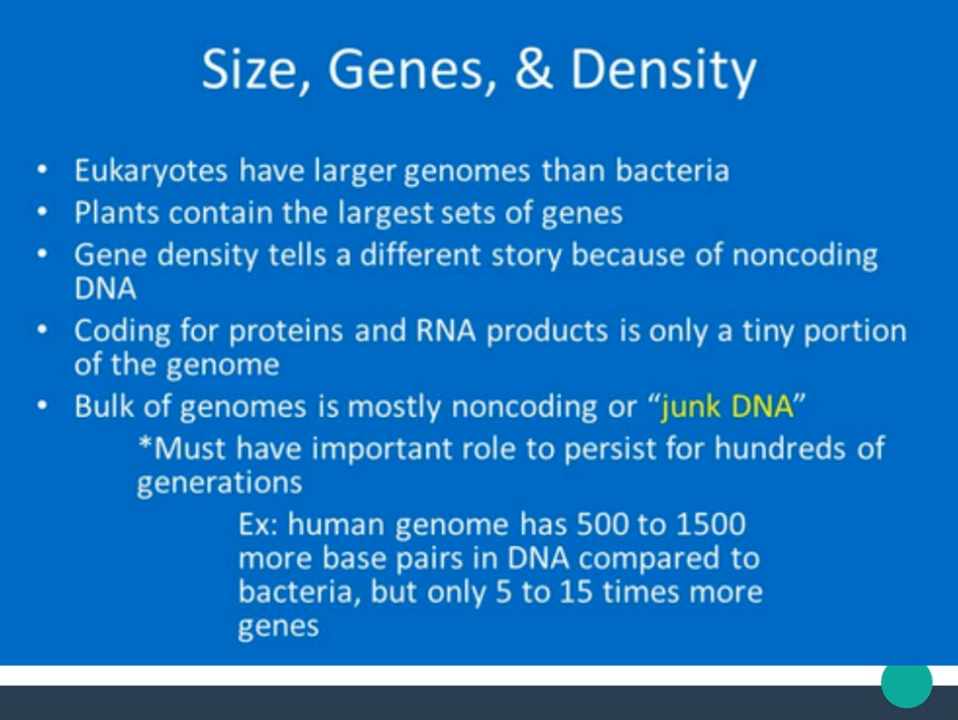 Size, Genes, & Density
• Eukaryotes have larger genomes than bacteria
• Plants contain the largest sets of genes
• Gene density tells a different story because of noncoding
DNA
• Coding for proteins and RNA products is only a tiny portion
of the genome
• Bulk of genomes is mostly noncoding or “junk DNA”
*Must have important role to persist for hundreds of
generations
Ex: human genome has 500 to 1500
more base pairs in DNA compared to
bacteria, but only 5 to 15 times more
genes